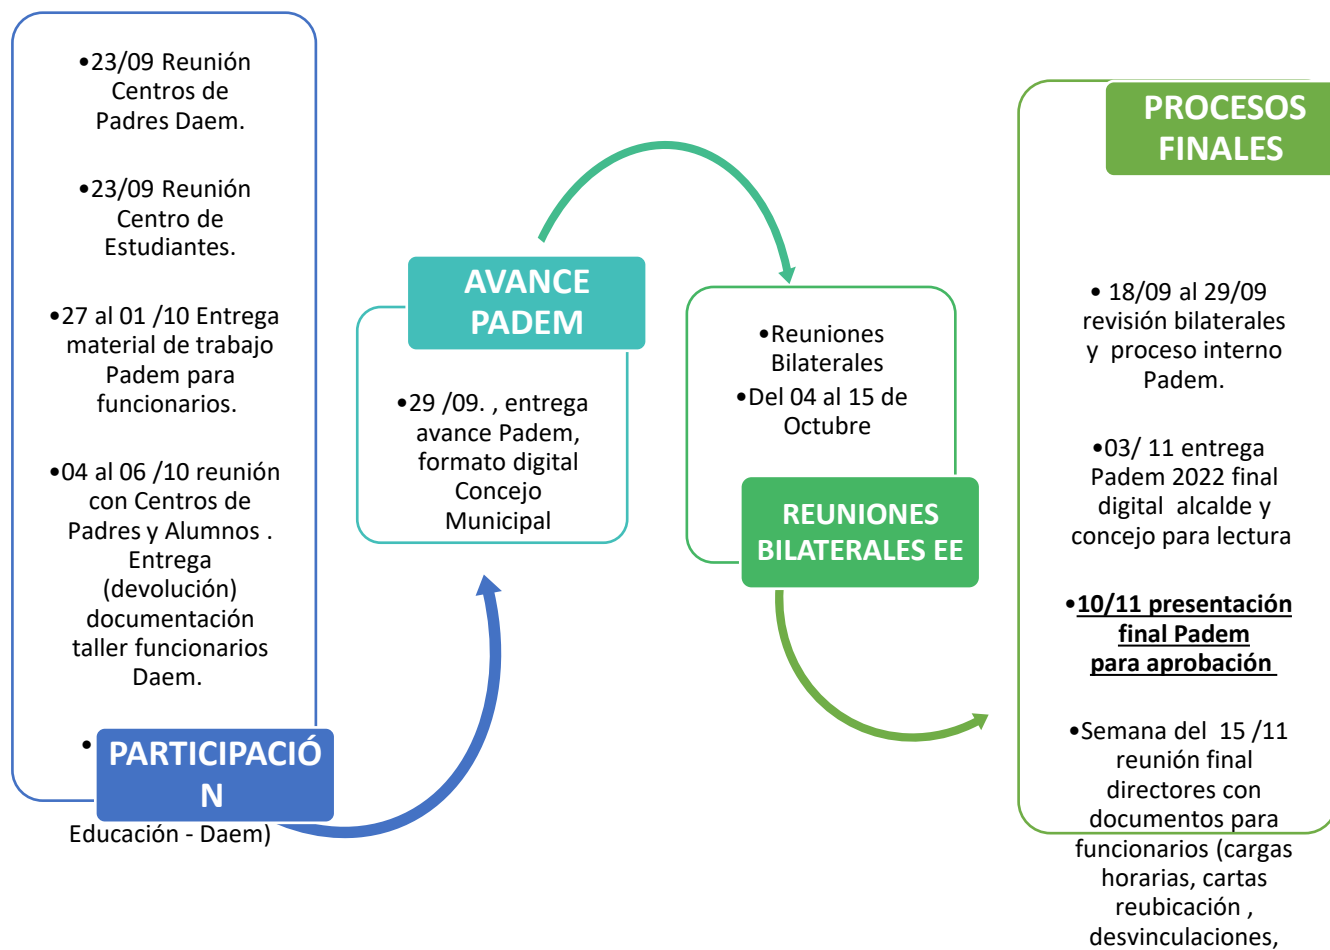 •23/09 Reunión
Centros de
Padres Daem.
•23/09 Reunión
Centro de
Estudiantes.
•27 al 01 /10 Entrega
material de trabajo
Padem para
funcionarios.
•04 al 06 /10 reunión
con Centros de
Padres y Alumnos .
Entrega
(devolución)
documentación
taller funcionarios
Daem.
•
PARTICIPACIÓ
N
Educación - Daem)
AVANCE
PADEM
•29 /09. , entrega
avance Padem,
formato digital
Concejo
Municipal
•Reuniones
Bilaterales
•Del 04 al 15 de
Octubre
REUNIONES
BILATERALES EE
PROCESOS
FINALES
• 18/09 al 29/09
revisión bilaterales
y  proceso interno
Padem.
•03/ 11 entrega
Padem 2022 final
digital  alcalde y
concejo para lectura
•10/11 presentación
final Padem
para aprobación
•Semana del  15 /11
reunión final
directores con
documentos para
funcionarios (cargas
horarias, cartas
reubicación ,
desvinculaciones,